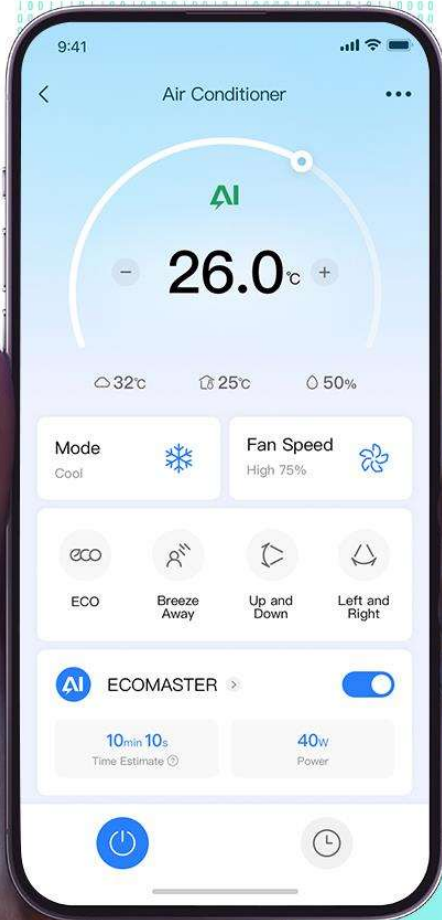 9:41
Air Conditioner
AI
26.0℃
32℃ 25℃ 50%
Mode
Cool
Fan Speed
High 75%
eco
ECO
Breeze
Away
Up and
Down
Left and
Right
AI ECOMASTER
10min 10s
Time Estimate ?
40W
Power